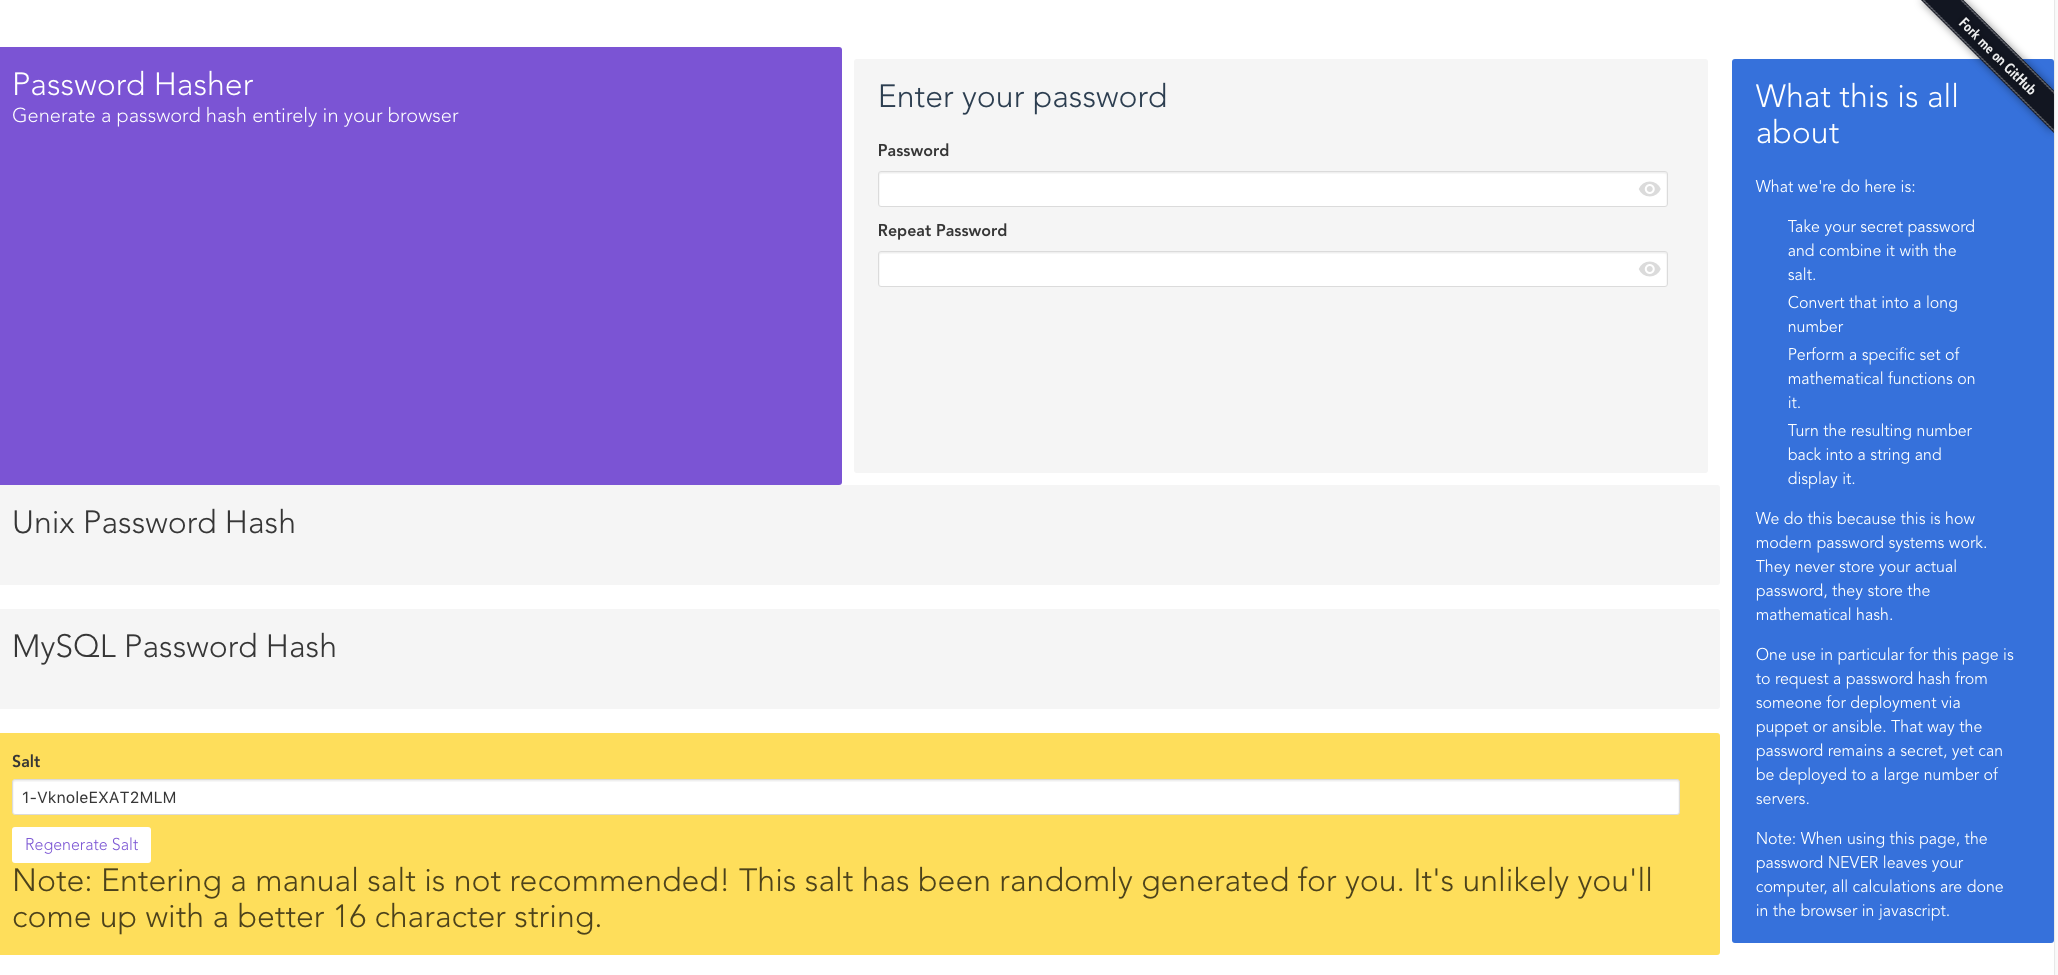 Password Hasher
Generate a password hash entirely in your browser
Enter your password
Password
Repeat Password
Unix Password Hash
MySQL Password Hash
Salt
1-VknoleEXAT2MLM
Regenerate Salt
Note: Entering a manual salt is not recommended! This salt has been randomly generated for you. It's unlikely you'll
come up with a better 16 character string.
Fork me on GitHub
What this is all
about
What we're do here is:
Take your secret password
and combine it with the
salt.
Convert that into a long
number
Perform a specific set of
mathematical functions on
it.
Turn the resulting number
back into a string and
display it.
We do this because this is how
modern password systems work.
They never store your actual
password, they store the
mathematical hash.
One use in particular for this page is
to request a password hash from
someone for deployment via
puppet or ansible. That way the
password remains a secret, yet can
be deployed to a large number of
servers.
Note: When using this page, the
password NEVER leaves your
computer, all calculations are done
in the browser in javascript.